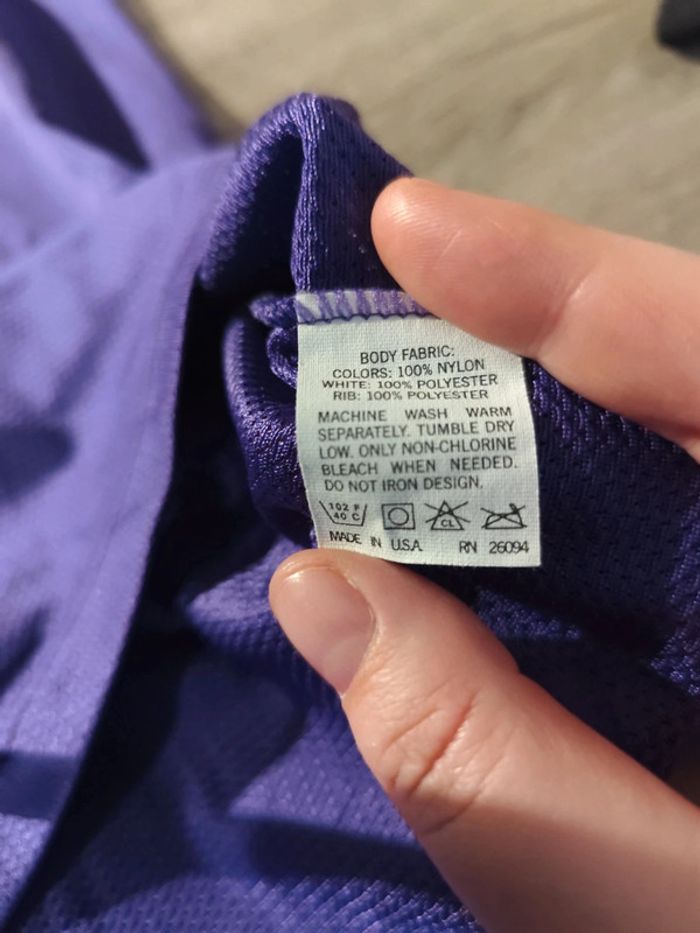 BODY FABRIC:
COLORS: 100% NYLON
WHITE: 100% POLYESTER
RIB: 100% POLYESTER
MACHINE WASH WARM
SEPARATELY. TUMBLE DRY
LOW. ONLY NON-CHLORINE
BLEACH WHEN NEEDED.
DO NOT IRON DESIGN.
102 F
40 C
CL
MADE IN U.S.A. RN 26094